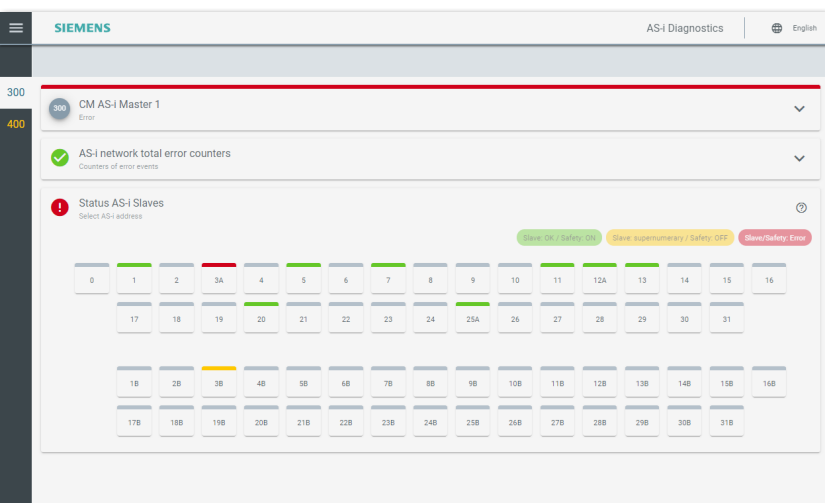 SIEMENS
AS-i Diagnostics
English
300
400
300
CM AS-i Master 1
Error
AS-i network total error counters
Counters of error events
Status AS-i Slaves
Select AS-i address
Slave: OK / Safety: ON
Slave: supernumerary / Safety: OFF
Slave/Safety: Error
0 1 2 3A 4 5 6 7 8 9 10 11 12A 13 14 15 16
17 18 19 20 21 22 23 24 25A 26 27 28 29 30 31
1B 2B 3B 4B 5B 6B 7B 8B 9B 10B 11B 12B 13B 14B 15B 16B
17B 18B 19B 20B 21B 22B 23B 24B 25B 26B 27B 28B 29B 30B 31B